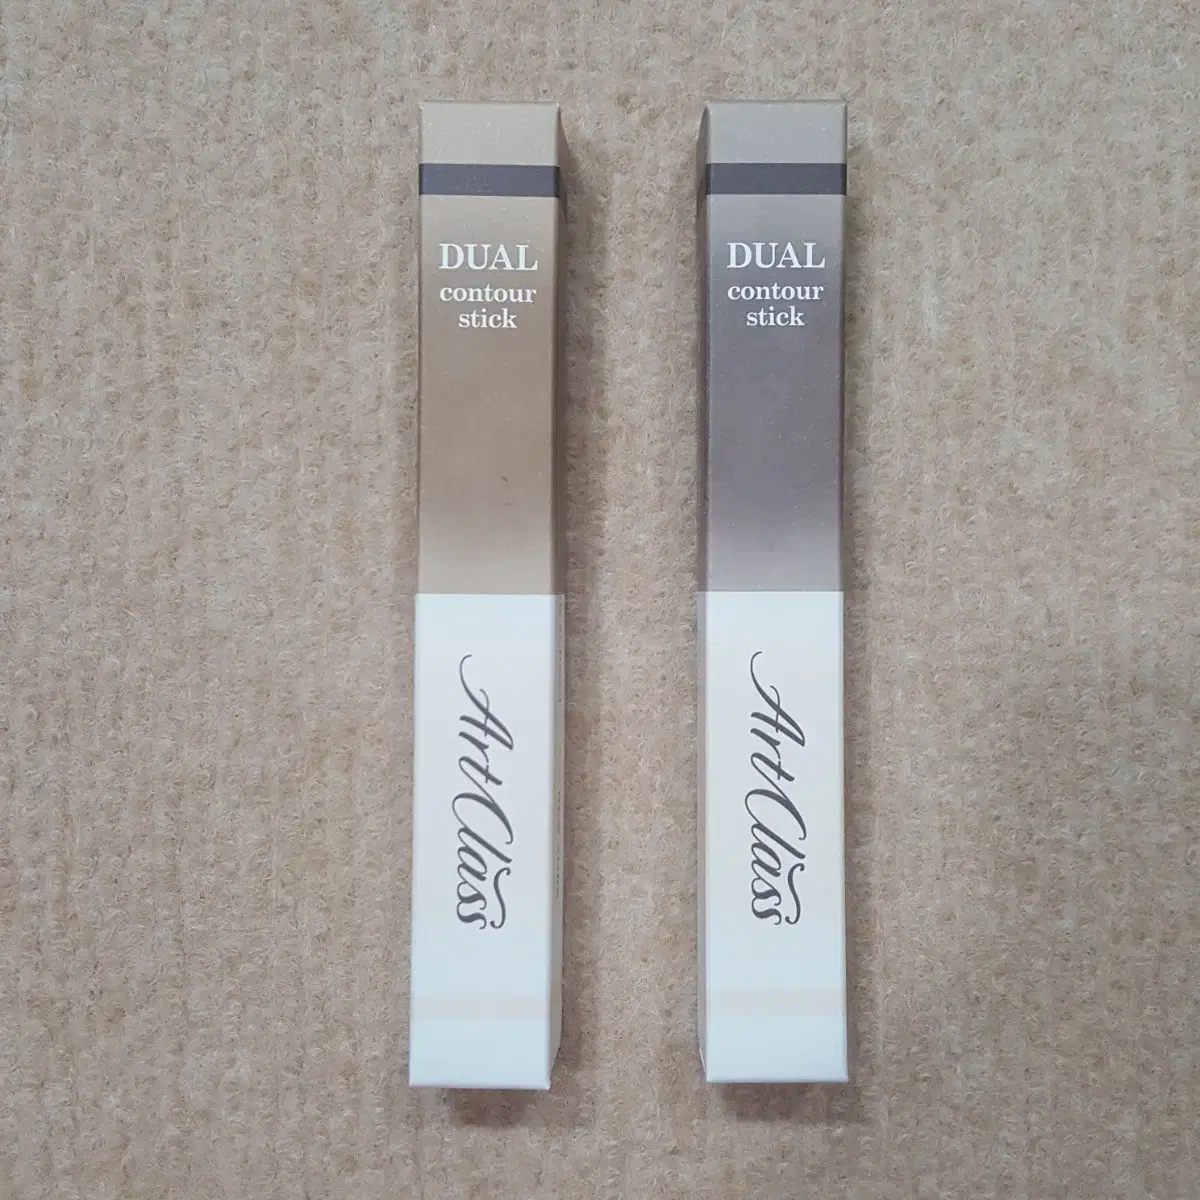 DUAL
contour
stick
Art Class
DUAL
contour
stick
Art Class